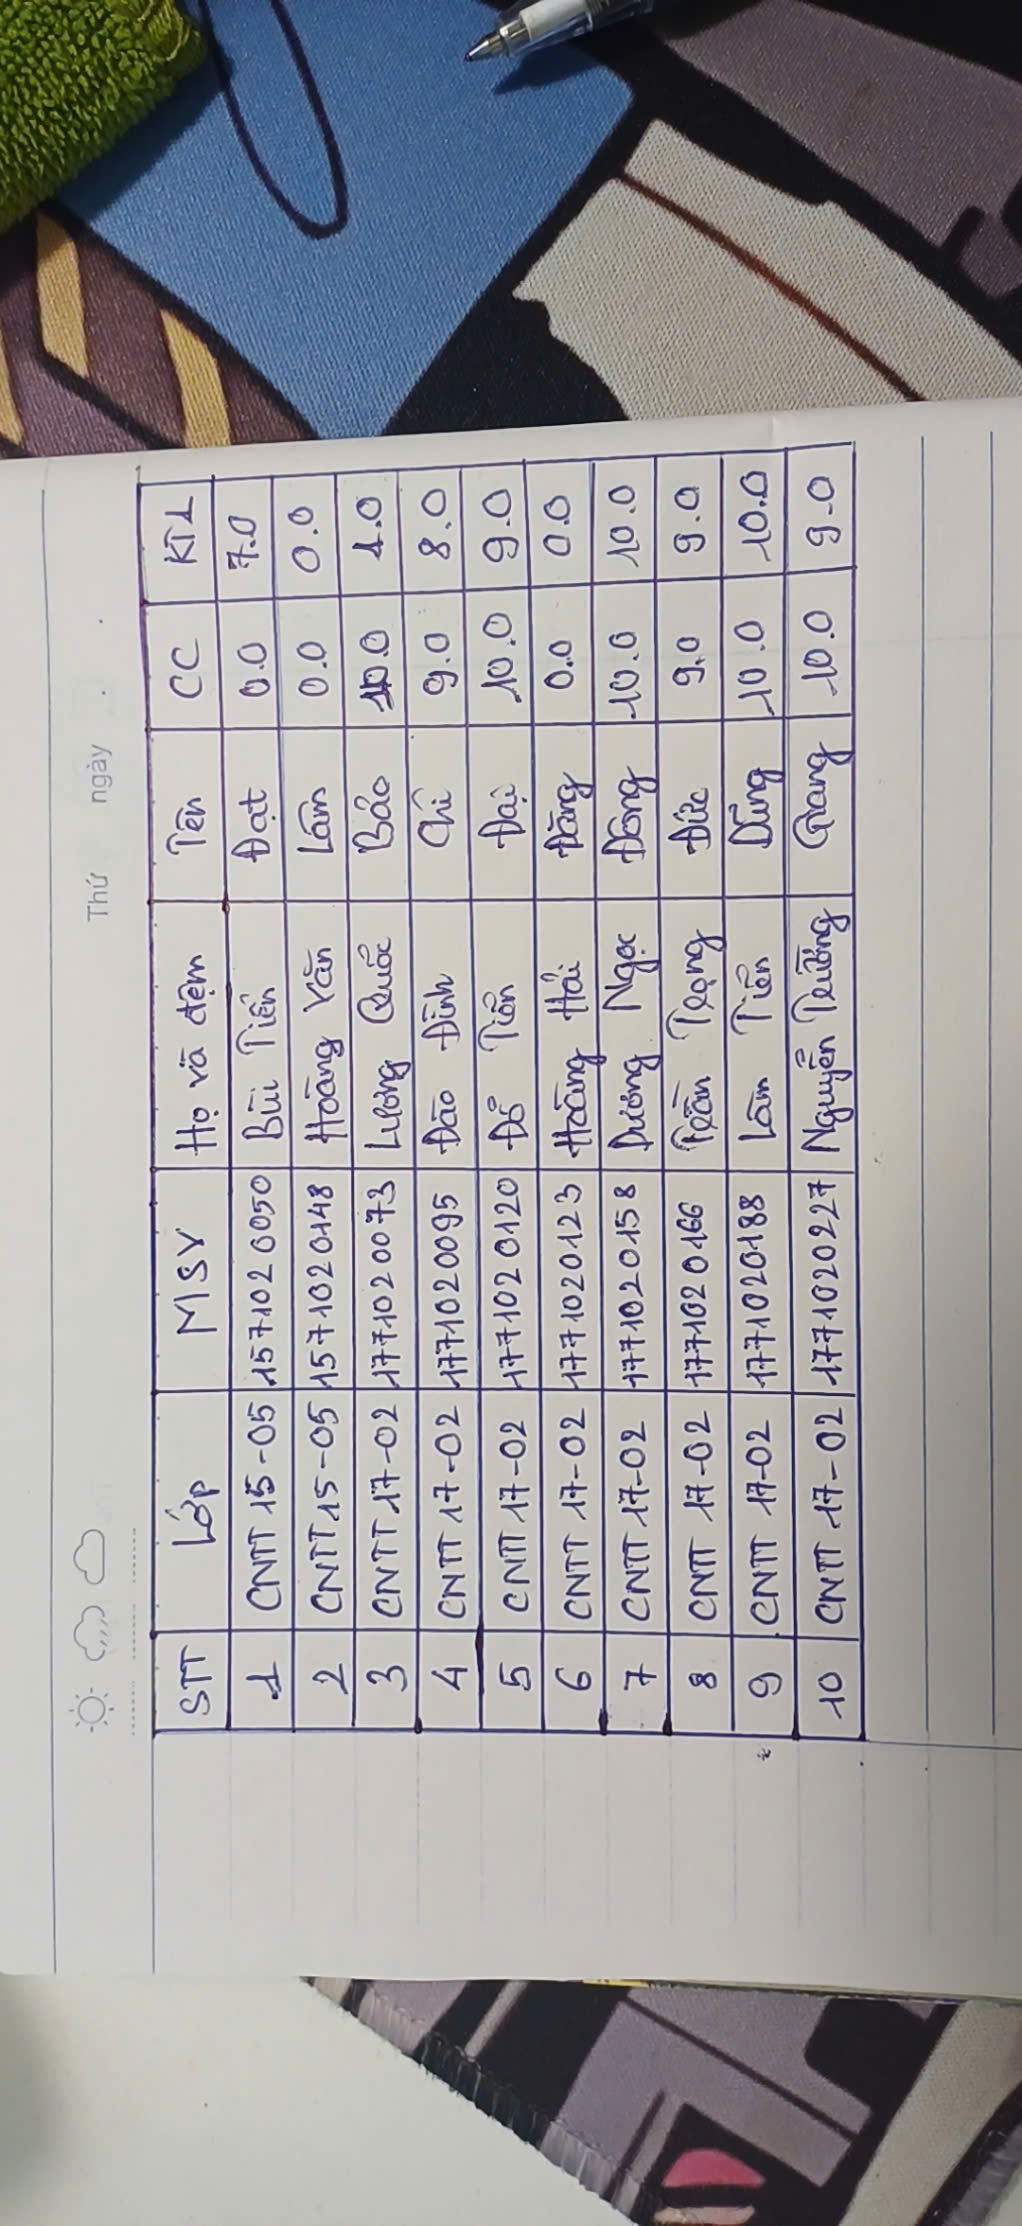 Thứ ngày
STT Lớp MSV Họ và đệm Tên CC KT1
1 CNTT 15-05 1571020050 Bùi Tiến Đạt 0.0 7.0
2 CNTT 15-05 1571020148 Hoàng Văn Lâm 0.0 0.0
3 CNTT 17-02 1771020073 Lương Quốc Bảo 10.0 1.0
4 CNTT 17-02 1771020095 Đào Đình Chí 9.0 8.0
5 CNTT 17-02 1771020120 Đỗ Tiến Đại 10.0 9.0
6 CNTT 17-02 1771020123 Hoàng Hải Đăng 0.0 0.0
7 CNTT 17-02 1771020158 Dương Ngọc Đông 10.0 10.0
8 CNTT 17-02 1771020166 Trần Trọng Đức 9.0 9.0
9 CNTT 17-02 1771020188 Lâm Tiến Dũng 10.0 10.0
10 CNTT 17-02 1771020227 Nguyễn Trường Giang 10.0 9.0